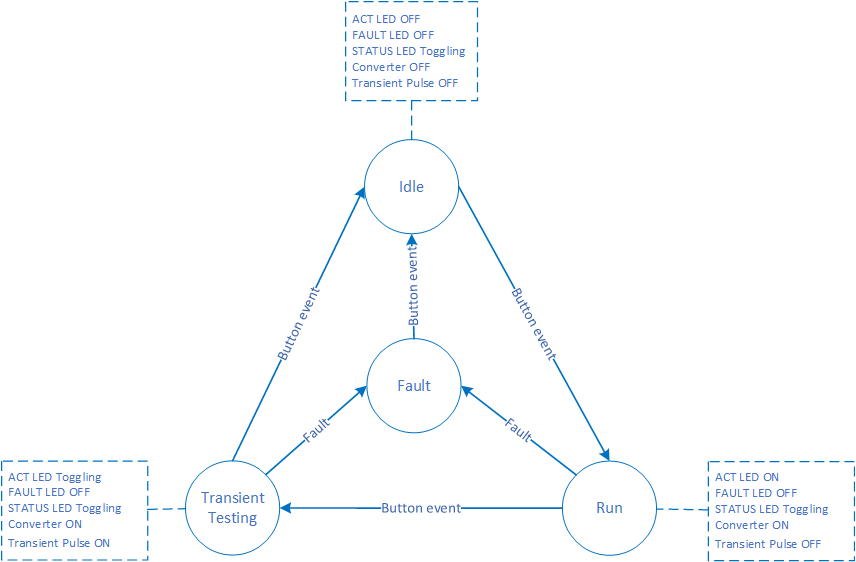 ACT LED OFF
FAULT LED OFF
STATUS LED Toggling
Converter OFF
Transient Pulse OFF
Idle
Button event
Button event
Button event
Fault
Fault
Fault
ACT LED Toggling
FAULT LED OFF
STATUS LED Toggling
Converter ON
Transient Pulse ON
Transient
Testing
Button event
Run
ACT LED ON
FAULT LED OFF
STATUS LED Toggling
Converter ON
Transient Pulse OFF